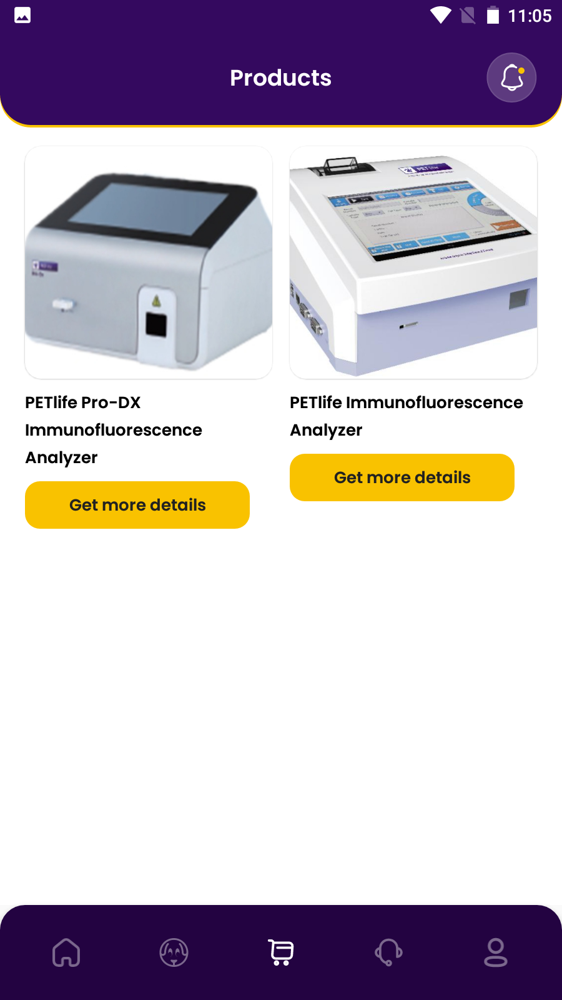 11:05
Products
PETlife Pro-DX
Immunofluorescence
Analyzer
Get more details
PETlife Immunofluorescence
Analyzer
Get more details